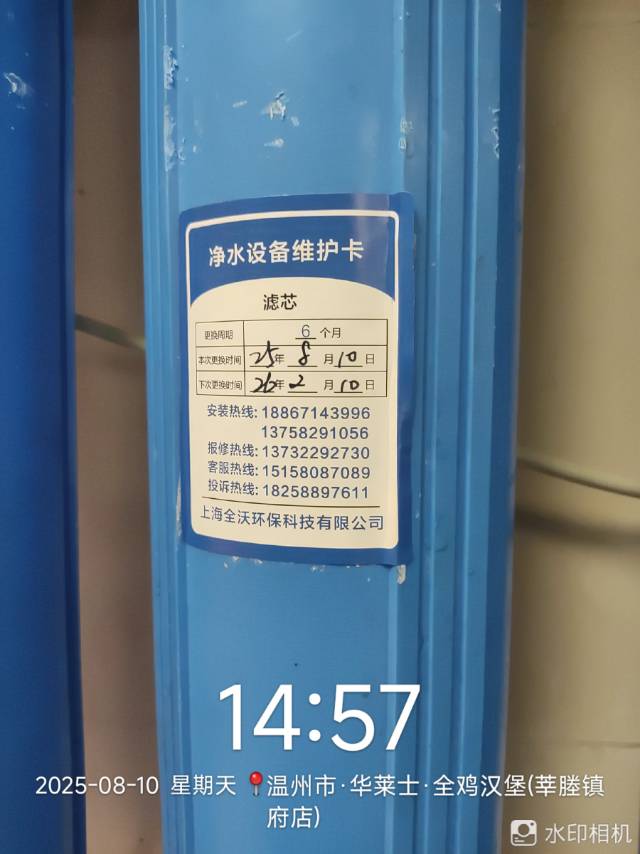 净水设备维护卡
滤芯
更换周期 6 个月
本次更换时间 25年 8 月 10 日
下次更换时间 26年 2 月 10 日
安装热线: 18867143996
13758291056
报修热线: 13732292730
客服热线: 15158087089
投诉热线: 18258897611
上海全沃环保科技有限公司
14:57
2025-08-10 星期天 📍温州市·华莱士·全鸡汉堡(莘塍镇
府店)
水印相机